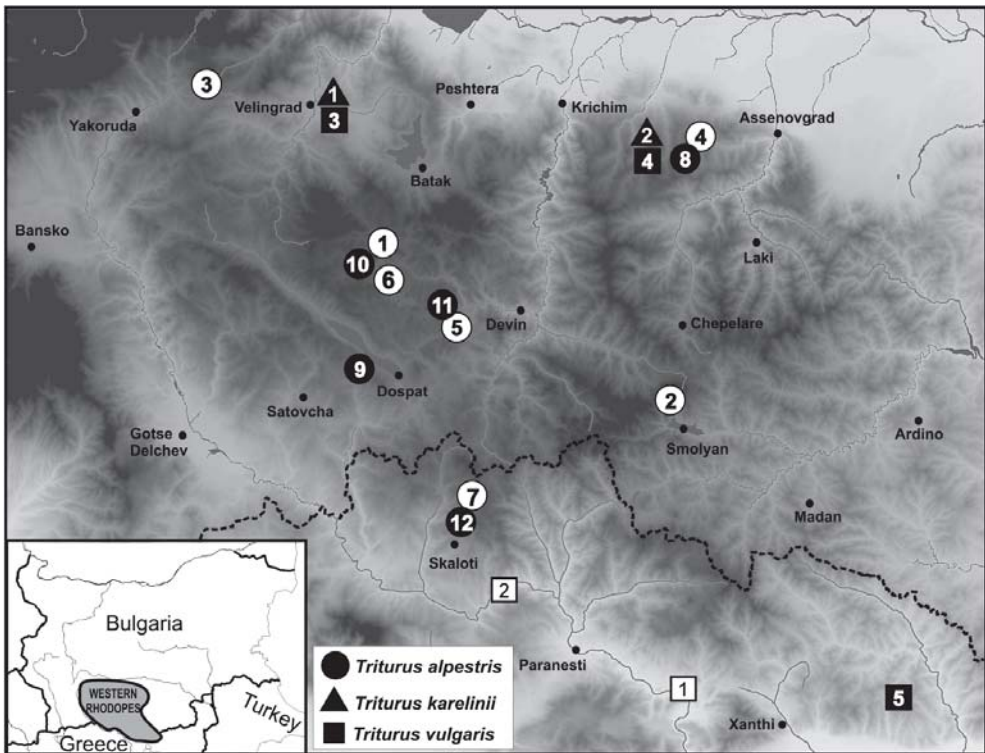 3
1
Velingrad
3
Yakoruda
Peshtera
Krichim
2
4
4
8
Assenovgrad
Batak
Bansko
1
10
6
11
5
Devin
Laki
Chepelare
9
Dospat
Satovcha
2
Smolyan
Ardino
Gotse
Delchev
7
12
Skaloti
Madan
2
Paranesti
1
Xanthi
5
Bulgaria
WESTERN
RHODOPES
Greece
Turkey
Triturus alpestris
Triturus karelinii
Triturus vulgaris